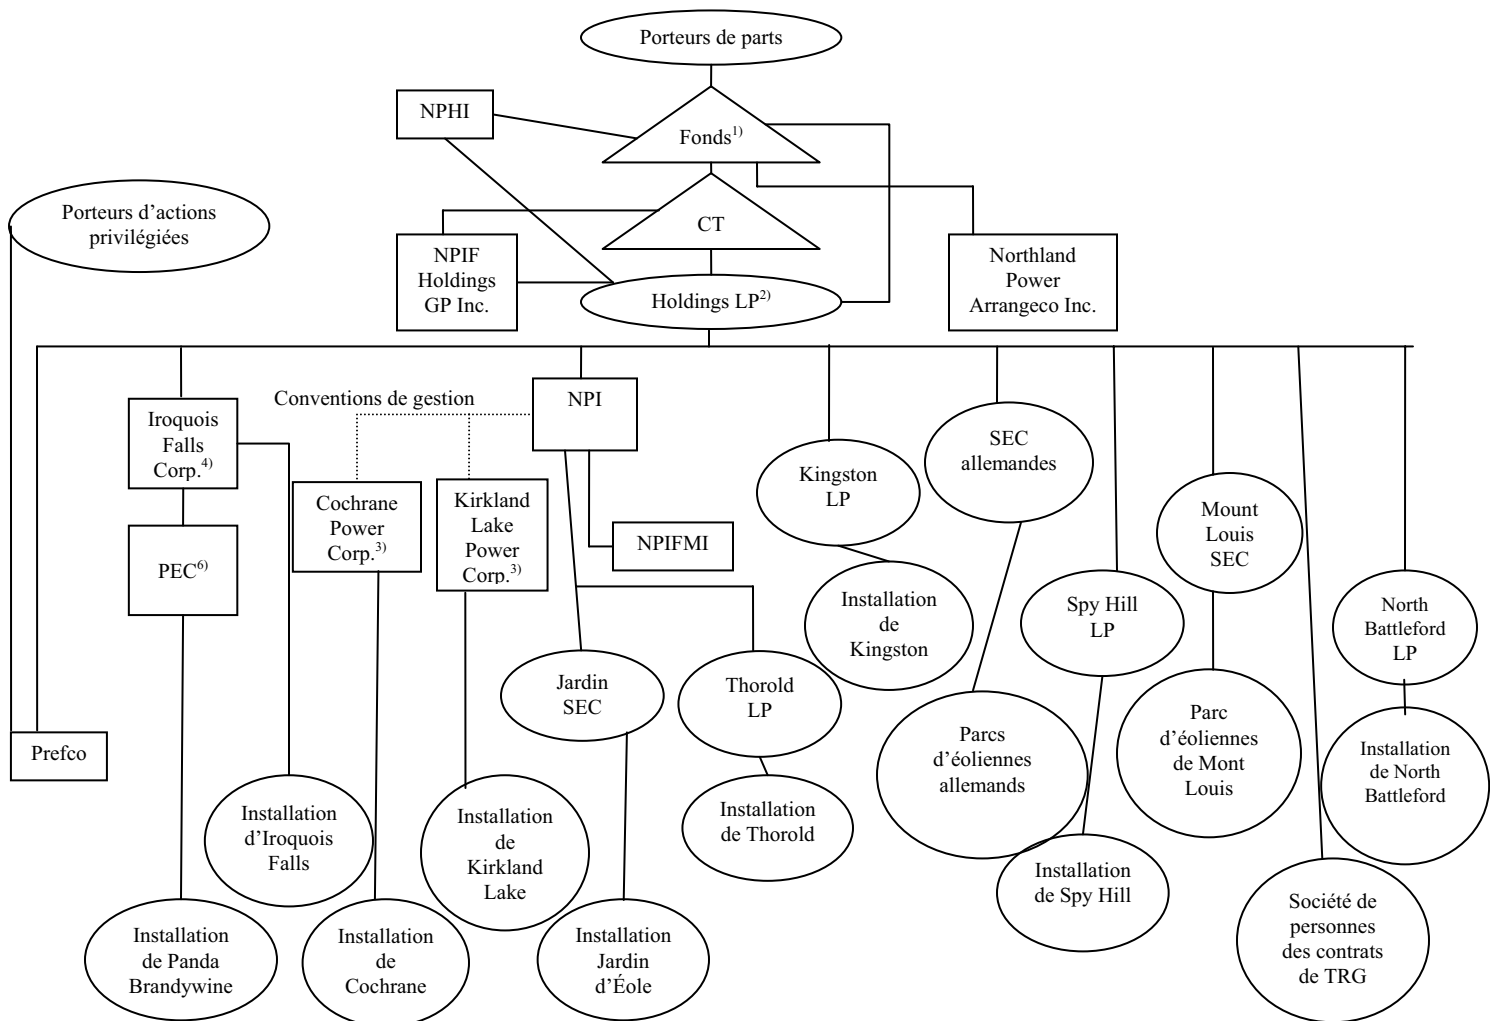 Porteurs de parts
NPHI
Fonds1)
Porteurs d’actions
privilégiées
CT
NPIF
Holdings
GP Inc.
Holdings LP2)
Northland
Power
Arrangeco Inc.
Conventions de gestion
NPI
Iroquois
Falls
Corp.4)
Cochrane
Power
Corp.3)
Kirkland
Lake
Power
Corp.3)
PEC6)
NPIFMI
Kingston
LP
SEC
allemandes
Mount
Louis
SEC
Installation
de
Kingston
Spy Hill
LP
North
Battleford
LP
Jardin
SEC
Thorold
LP
Prefco
Parcs
d’éoliennes
allemands
Parc
d’éoliennes
de Mont
Louis
Installation
de North
Battleford
Installation
d’Iroquois
Falls
Installation
de
Kirkland
Lake
Installation
de Thorold
Installation
de Spy Hill
Société de
personnes
des contrats
de TRG
Installation
de Panda
Brandywine
Installation
de
Cochrane
Installation
Jardin
d’Éole